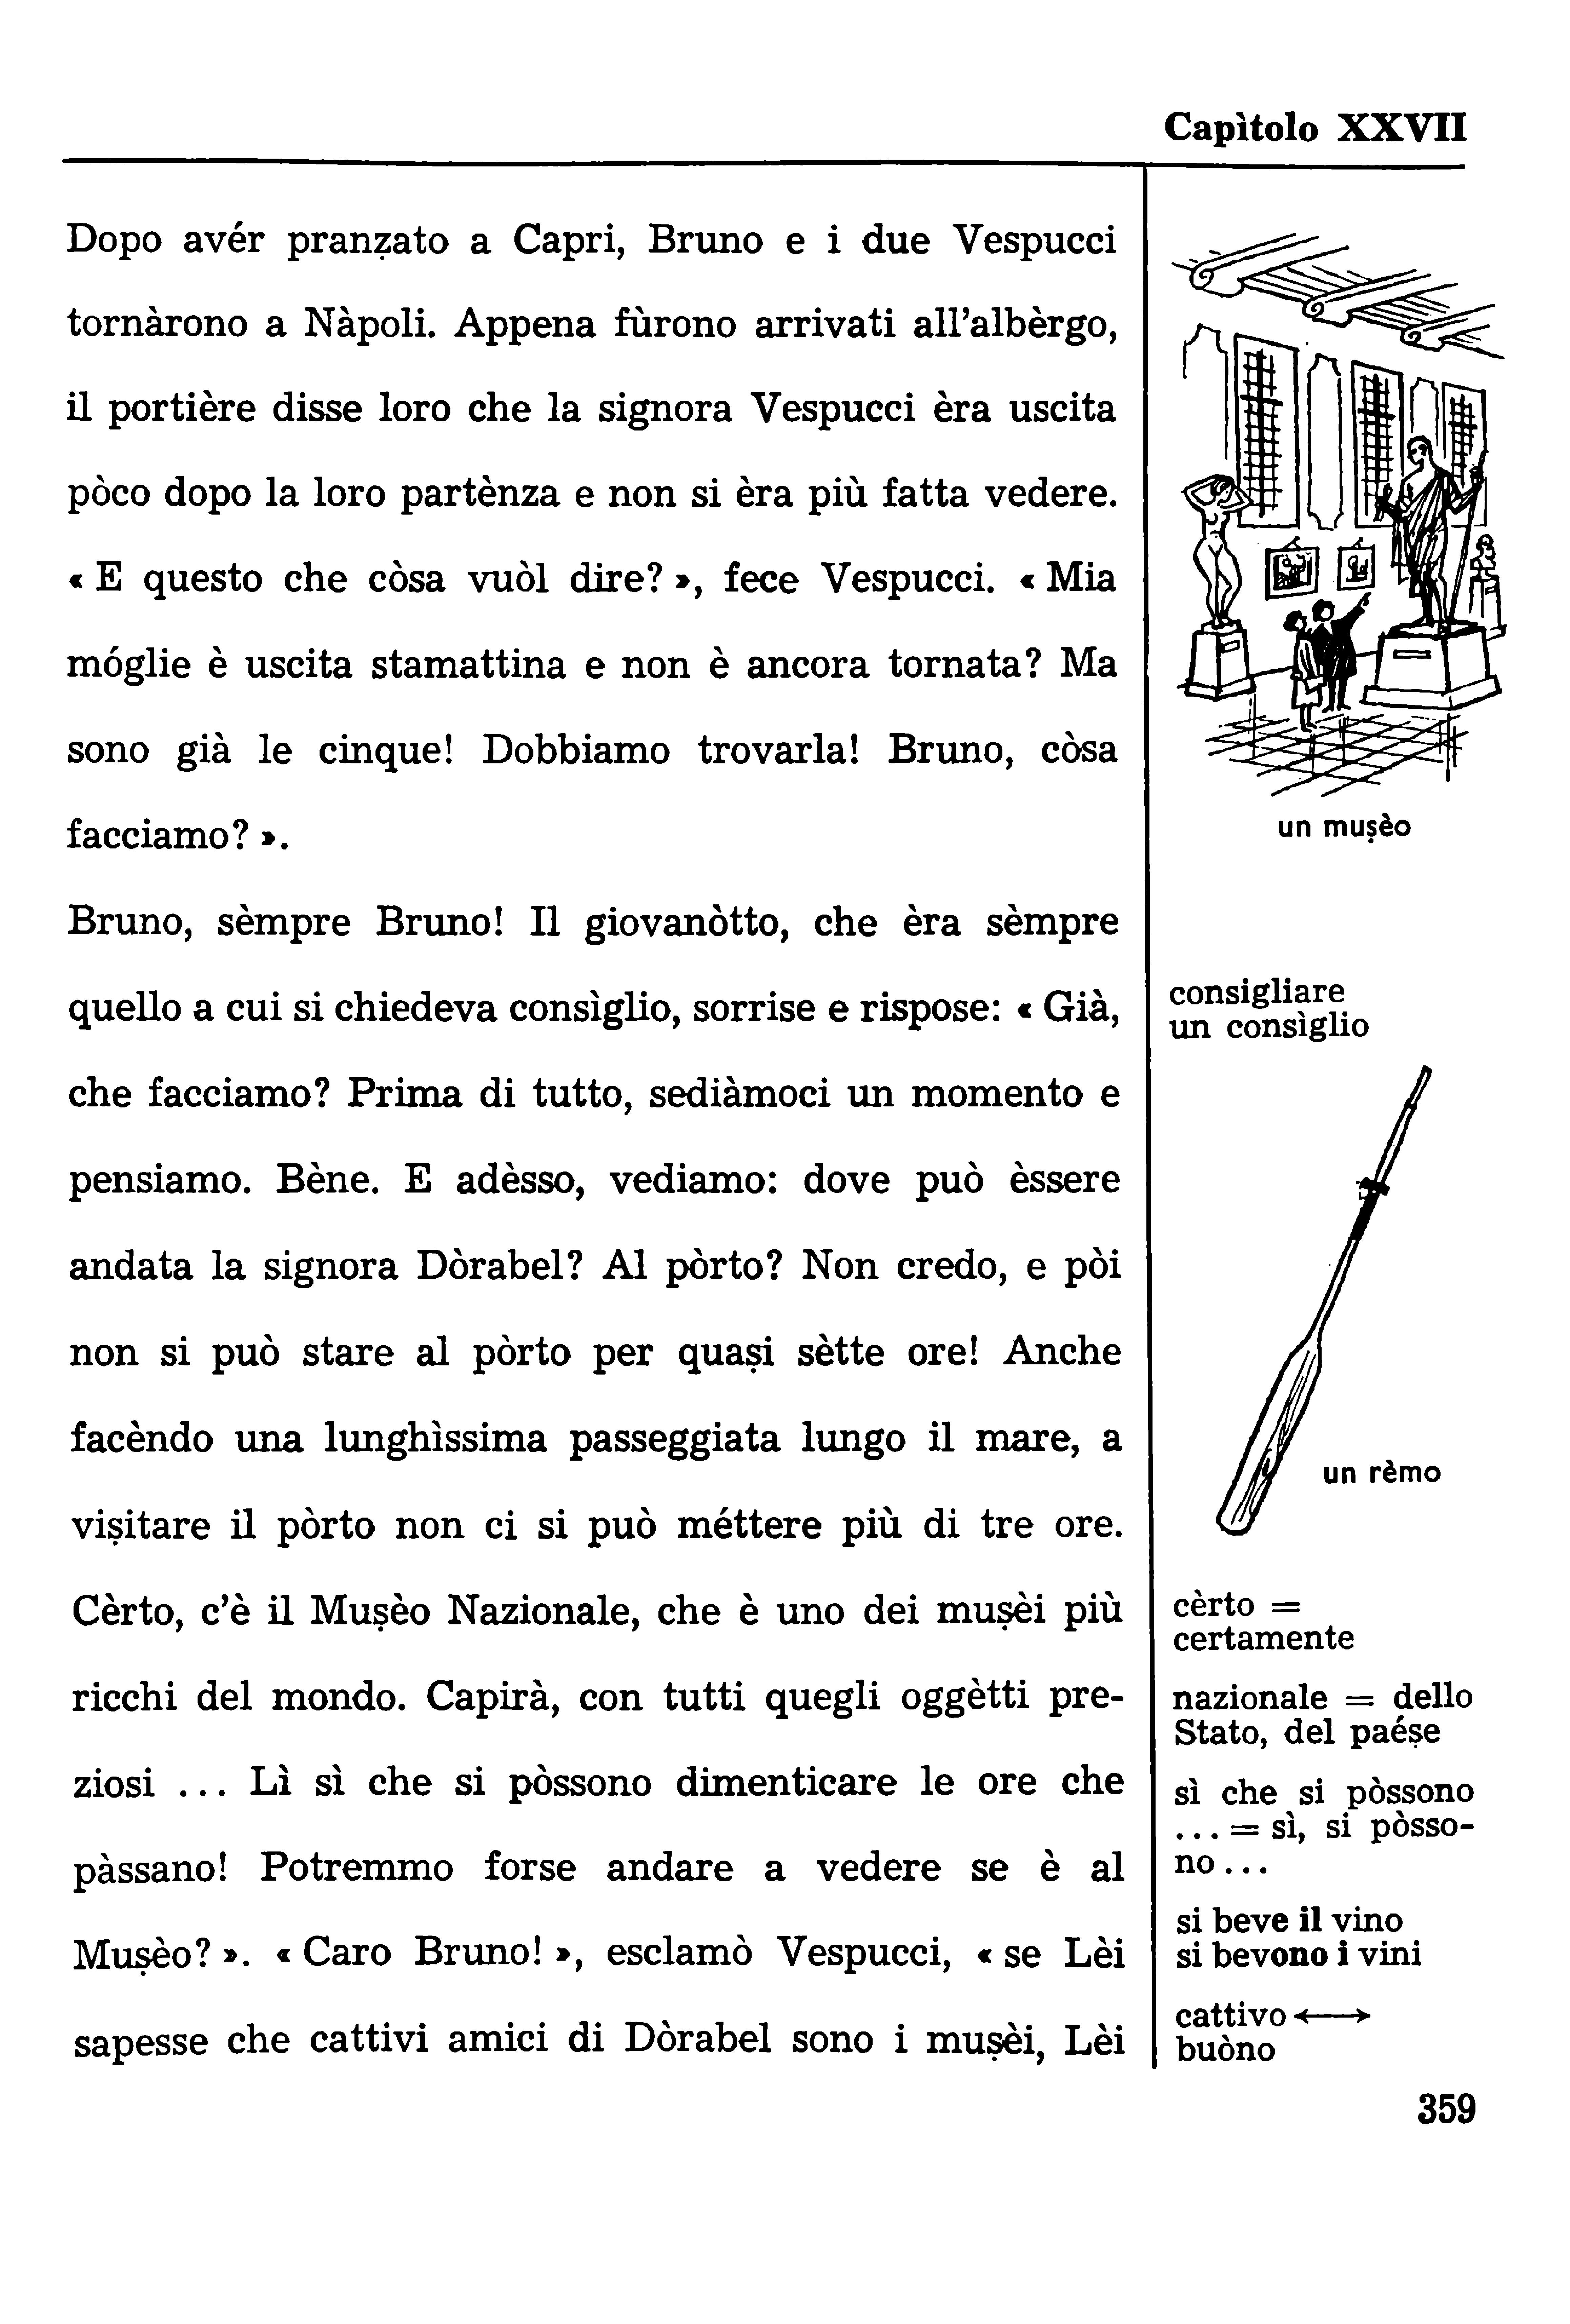 Capìtolo XXVII
Dopo avér pranẓato a Capri, Bruno e i due Vespucci
tornàrono a Nàpoli. Appena fùrono arrivati all'albèrgo,
il portière disse loro che la signora Vespucci èra uscita
pòco dopo la loro partènza e non si èra più fatta vedere.
« E questo che còsa vuòl dire? », fece Vespucci. « Mia
móglie è uscita stamattina e non è ancora tornata? Ma
sono già le cinque! Dobbiamo trovarla! Bruno, còsa
facciamo? ».
Bruno, sèmpre Bruno! Il giovanòtto, che èra sèmpre
quello a cui si chiedeva consìglio, sorrise e rispose: « Già,
che facciamo? Prima di tutto, sediàmoci un momento e
pensiamo. Bène. E adèsso, vediamo: dove può èssere
andata la signora Dòrabel? Al pòrto? Non credo, e pòi
non si può stare al pòrto per quaṣi sètte ore! Anche
facèndo una lunghìssima passeggiata lungo il mare, a
viṣitare il pòrto non ci si può méttere più di tre ore.
Cèrto, c'è il Muṣèo Nazionale, che è uno dei muṣèi più
ricchi del mondo. Capirà, con tutti quegli oggètti pre-
ziosi ... Lì sì che si pòssono dimenticare le ore che
pàssano! Potremmo forse andare a vedere se è al
Muṣèo? ». « Caro Bruno! », esclamò Vespucci, « se Lèi
sapesse che cattivi amici di Dòrabel sono i muṣèi, Lèi
un muṣèo
consigliare
un consìglio
un rèmo
cèrto =
certamente
nazionale = dello
Stato, del paéṣe
sì che si pòssono
... = sì, si pòsso-
no ...
si beve il vino
si bevono i vini
cattivo ⟷
buòno
359